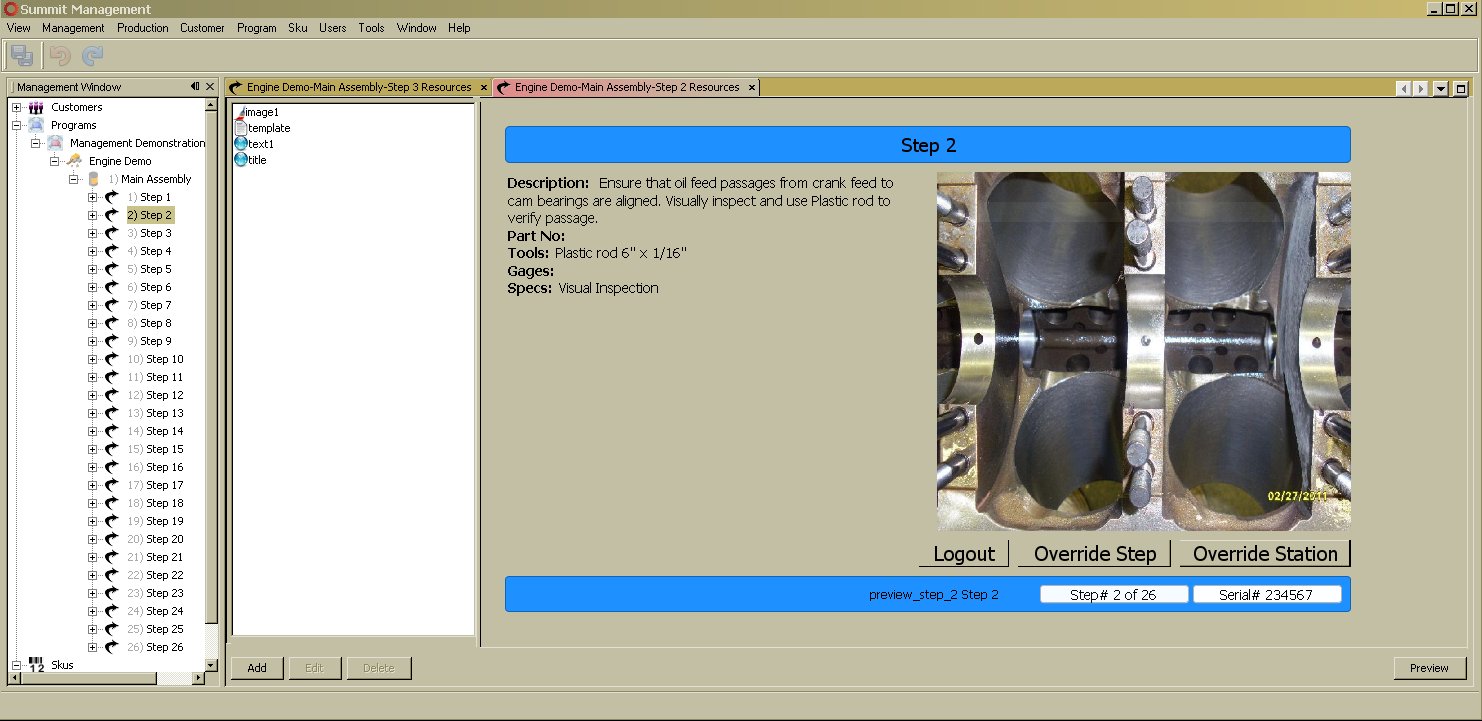 Summit Management
View Management Production Customer Program Sku Users Tools Window Help
Management Window
Engine Demo-Main Assembly-Step 3 Resources
Engine Demo-Main Assembly-Step 2 Resources
Customers
Programs
Management Demonstration
Engine Demo
1) Main Assembly
1) Step 1
2) Step 2
3) Step 3
4) Step 4
5) Step 5
6) Step 6
7) Step 7
8) Step 8
9) Step 9
10) Step 10
11) Step 11
12) Step 12
13) Step 13
14) Step 14
15) Step 15
16) Step 16
17) Step 17
18) Step 18
19) Step 19
20) Step 20
21) Step 21
22) Step 22
23) Step 23
24) Step 24
25) Step 25
26) Step 26
12 Skus
image1
template
text1
title
Add Edit Delete
Step 2
Description: Ensure that oil feed passages from crank feed to
cam bearings are aligned. Visually inspect and use Plastic rod to
verify passage.
Part No:
Tools: Plastic rod 6" x 1/16"
Gages:
Specs: Visual Inspection
02/27/2011
Logout Override Step Override Station
preview_step_2 Step 2 Step# 2 of 26 Serial# 234567
Preview